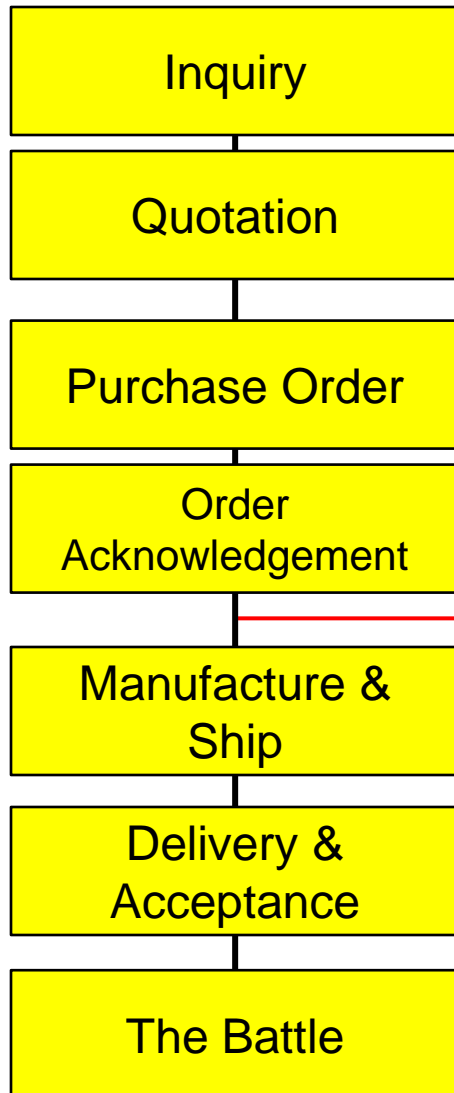 Inquiry
Quotation
Purchase Order
Order
Acknowledgement
Manufacture &
Ship
Delivery &
Acceptance
The Battle